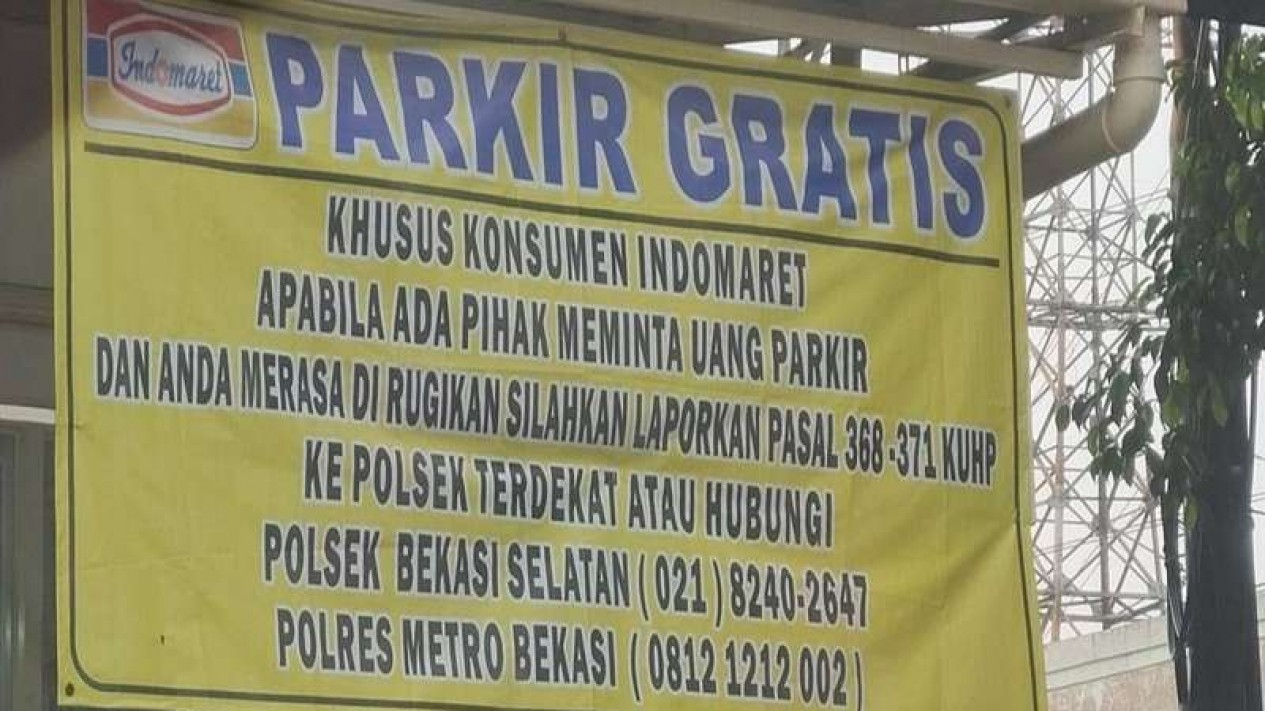 Indomaret
PARKIR GRATIS
KHUSUS KONSUMEN INDOMARET
APABILA ADA PIHAK MEMINTA UANG PARKIR
DAN ANDA MERASA DI RUGIKAN SILAHKAN LAPORKAN PASAL 368 -371 KUHP
KE POLSEK TERDEKAT ATAU HUBUNGI
POLSEK BEKASI SELATAN ( 021 ) 8240-2647
POLRES METRO BEKASI ( 0812 1212 002 )